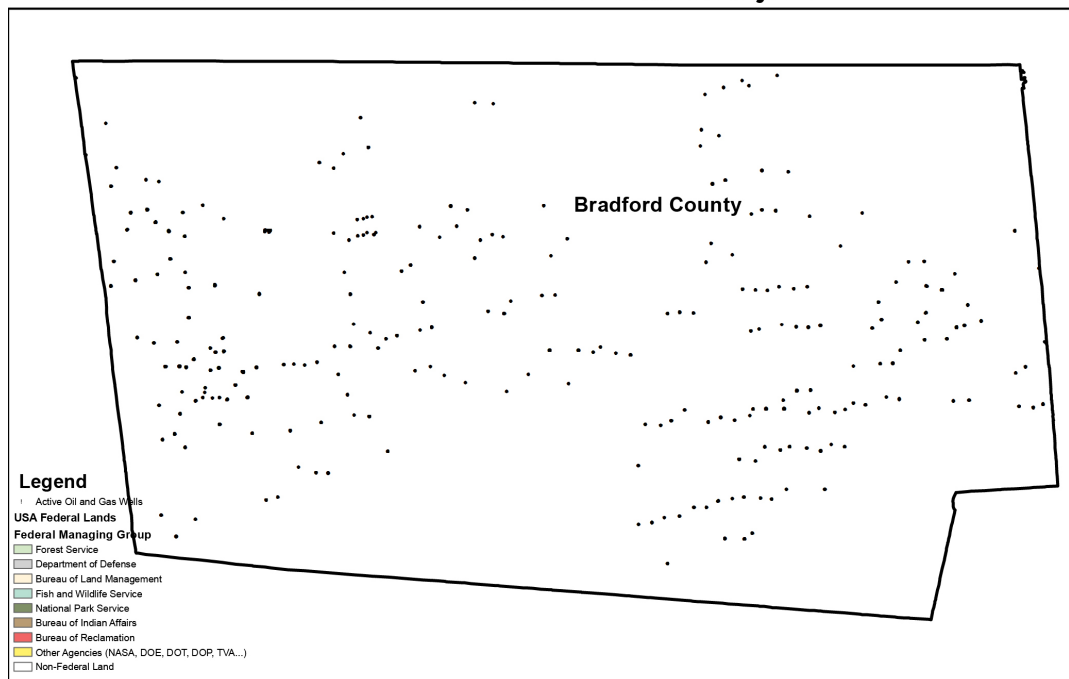 Bradford County
Legend
Active Oil and Gas Wells
USA Federal Lands
Federal Managing Group
Forest Service
Department of Defense
Bureau of Land Management
Fish and Wildlife Service
National Park Service
Bureau of Indian Affairs
Bureau of Reclamation
Other Agencies (NASA, DOE, DOT, DOP, TVA...)
Non-Federal Land